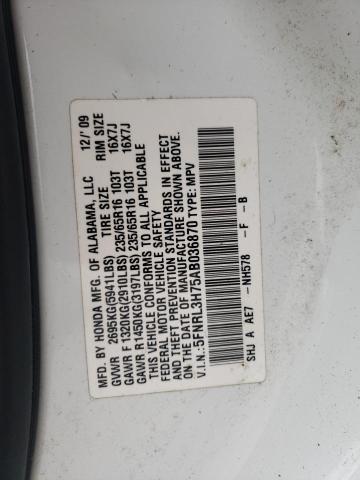 MFD. BY HONDA MFG. OF ALABAMA, LLC 12/'09
TIRE SIZE RIM SIZE
GVWR 2695KG(5941LBS)
GAWR F 1320KG(2910LBS) 235/65R16 103T 16X7J
GAWR R1450KG(3197LBS) 235/65R16 103T 16X7J
THIS VEHICLE CONFORMS TO ALL APPLICABLE
FEDERAL MOTOR VEHICLE SAFETY
AND THEFT PREVENTION STANDARDS IN EFFECT
ON THE DATE OF MANUFACTURE SHOWN ABOVE.
V.I.N.: 5FNRL3H75AB036870 TYPE: MPV
SHJ A AE7 -NH578 -F -B